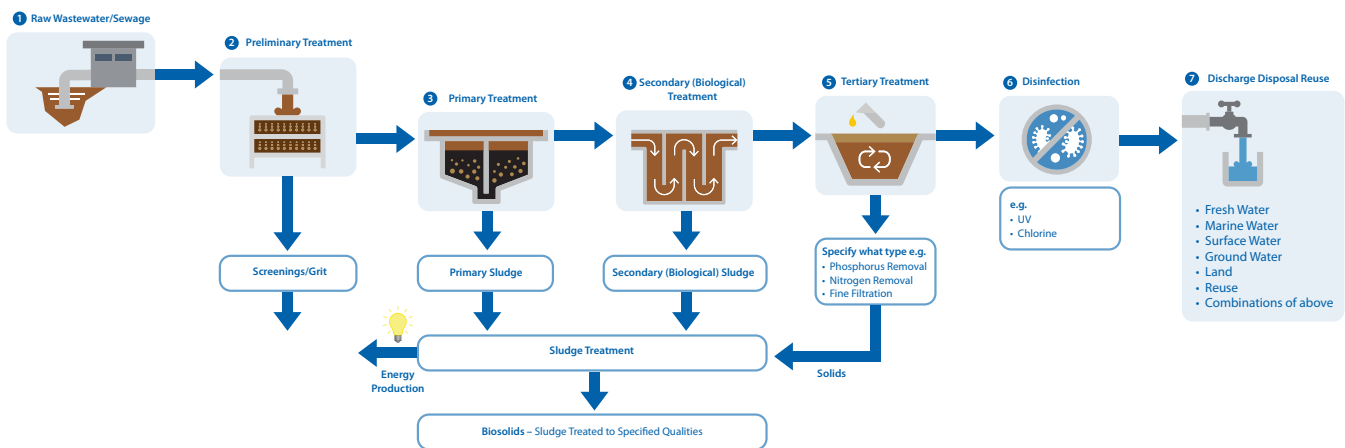 1 Raw Wastewater/Sewage
2 Preliminary Treatment
3 Primary Treatment
4 Secondary (Biological)
Treatment
5 Tertiary Treatment
6 Disinfection
7 Discharge Disposal Reuse
e.g.
• UV
• Chlorine
• Fresh Water
• Marine Water
• Surface Water
• Ground Water
• Land
• Reuse
• Combinations of above
Screenings/Grit
Primary Sludge
Secondary (Biological) Sludge
Specify what type e.g.
• Phosphorus Removal
• Nitrogen Removal
• Fine Filtration
Sludge Treatment
Energy
Production
Solids
Biosolids – Sludge Treated to Specified Qualities